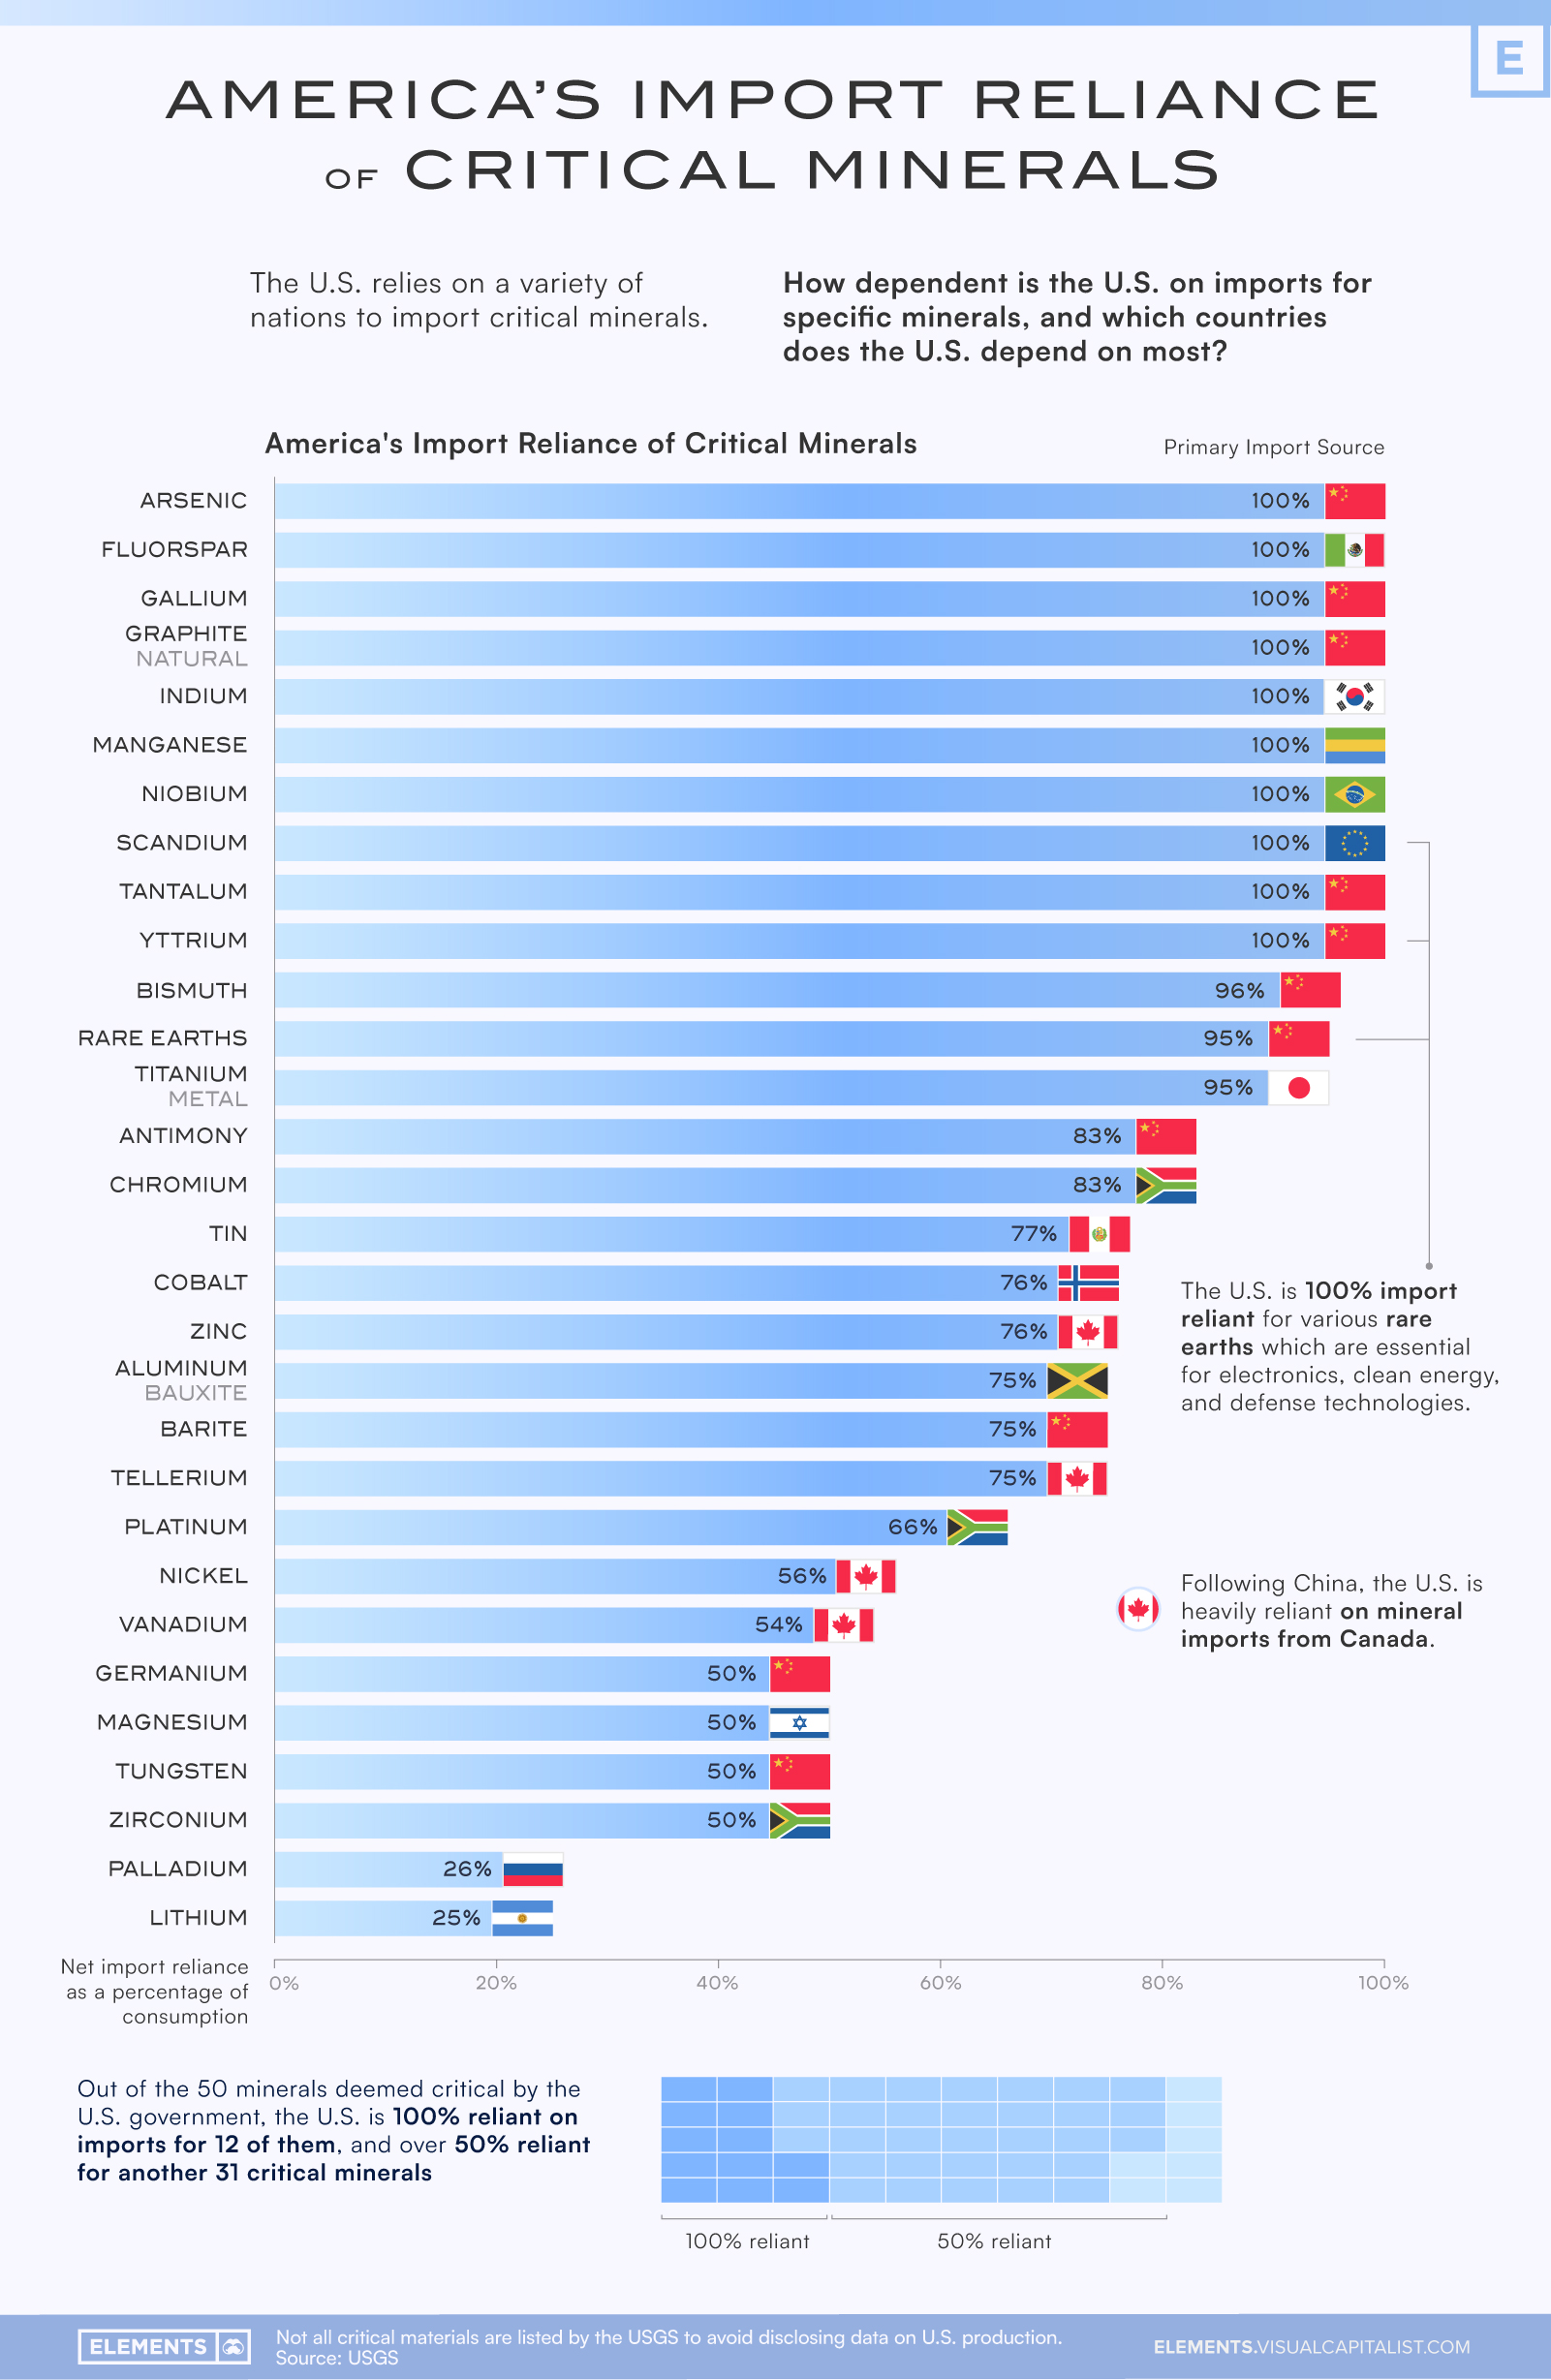 E
AMERICA'S IMPORT RELIANCE
OF CRITICAL MINERALS
The U.S. relies on a variety of
nations to import critical minerals.
How dependent is the U.S. on imports for
specific minerals, and which countries
does the U.S. depend on most?
America's Import Reliance of Critical Minerals
Primary Import Source
ARSENIC 100%
FLUORSPAR 100%
GALLIUM 100%
GRAPHITE
NATURAL
100%
INDIUM 100%
MANGANESE 100%
NIOBIUM 100%
SCANDIUM 100%
TANTALUM 100%
YTTRIUM 100%
BISMUTH 96%
RARE EARTHS 95%
TITANIUM
METAL
95%
ANTIMONY 83%
CHROMIUM 83%
TIN 77%
COBALT 76%
ZINC 76%
ALUMINUM
BAUXITE
75%
BARITE 75%
TELLERIUM 75%
PLATINUM 66%
NICKEL 56%
VANADIUM 54%
GERMANIUM 50%
MAGNESIUM 50%
TUNGSTEN 50%
ZIRCONIUM 50%
PALLADIUM 26%
LITHIUM 25%
The U.S. is 100% import
reliant for various rare
earths which are essential
for electronics, clean energy,
and defense technologies.
Following China, the U.S. is
heavily reliant on mineral
imports from Canada.
Net import reliance
as a percentage of
consumption
0% 20% 40% 60% 80% 100%
Out of the 50 minerals deemed critical by the
U.S. government, the U.S. is 100% reliant on
imports for 12 of them, and over 50% reliant
for another 31 critical minerals
100% reliant 50% reliant
ELEMENTS
Not all critical materials are listed by the USGS to avoid disclosing data on U.S. production.
Source: USGS
ELEMENTS.VISUALCAPITALIST.COM